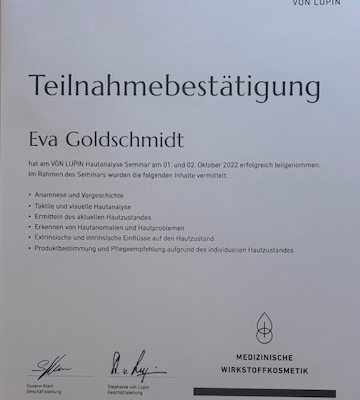 VON LUPIN
Teilnahmebestätigung
Eva Goldschmidt
hat am VON LUPIN Hautanalyse Seminar am 01. und 02. Oktober 2022 erfolgreich teilgenommen.
Im Rahmen des Seminars wurden die folgenden Inhalte vermittelt:
• Anamnese und Vorgeschichte
• Taktile und visuelle Hautanalyse
• Ermitteln des aktuellen Hautzustandes
• Erkennen von Hautanomalien und Hautproblemen
• Extrinsische und intrinsische Einflüsse auf den Hautzustand
• Produktbestimmung und Pflegeempfehlung aufgrund des individuellen Hautzustandes
Susann Klein
Geschäftsleitung
Stephanie von Lupin
Geschäftsleitung
MEDIZINISCHE
WIRKSTOFFKOSMETIK